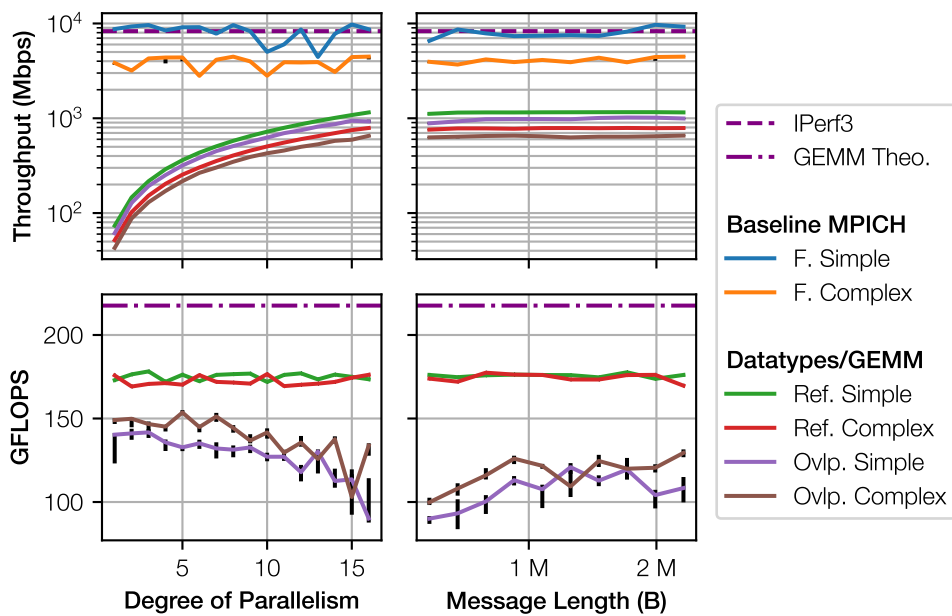 Throughput (Mbps)
10⁴
10³
10²
GFLOPS
200
150
100
5
10
15
Degree of Parallelism
1 M
2 M
Message Length (B)
IPerf3
GEMM Theo.
Baseline MPICH
F. Simple
F. Complex
Datatypes/GEMM
Ref. Simple
Ref. Complex
Ovlp. Simple
Ovlp. Complex